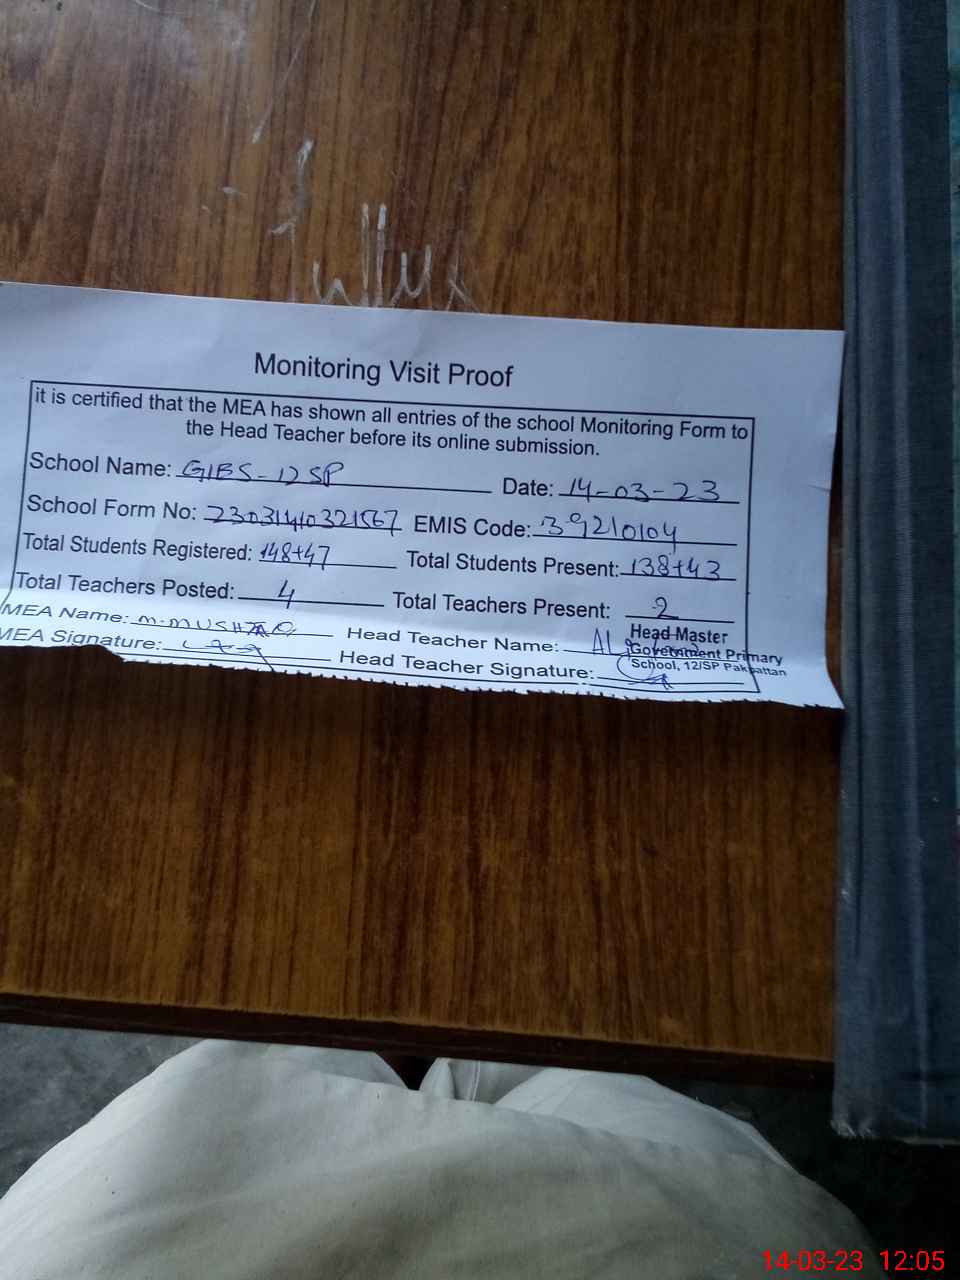 Monitoring Visit Proof
it is certified that the MEA has shown all entries of the school Monitoring Form to
the Head Teacher before its online submission.
School Name: GIBS-12 SP Date: 14-03-23
School Form No: 23031410321567 EMIS Code: 39210104
Total Students Registered: 148+47 Total Students Present: 138+43
Total Teachers Posted: 4 Total Teachers Present: 2
MEA Name: M.MUSHTAQ Head Teacher Name:
Head Master
Government Primary
School, 12/SP Pakpattan
MEA Signature: Head Teacher Signature:
14-03-23 12:05